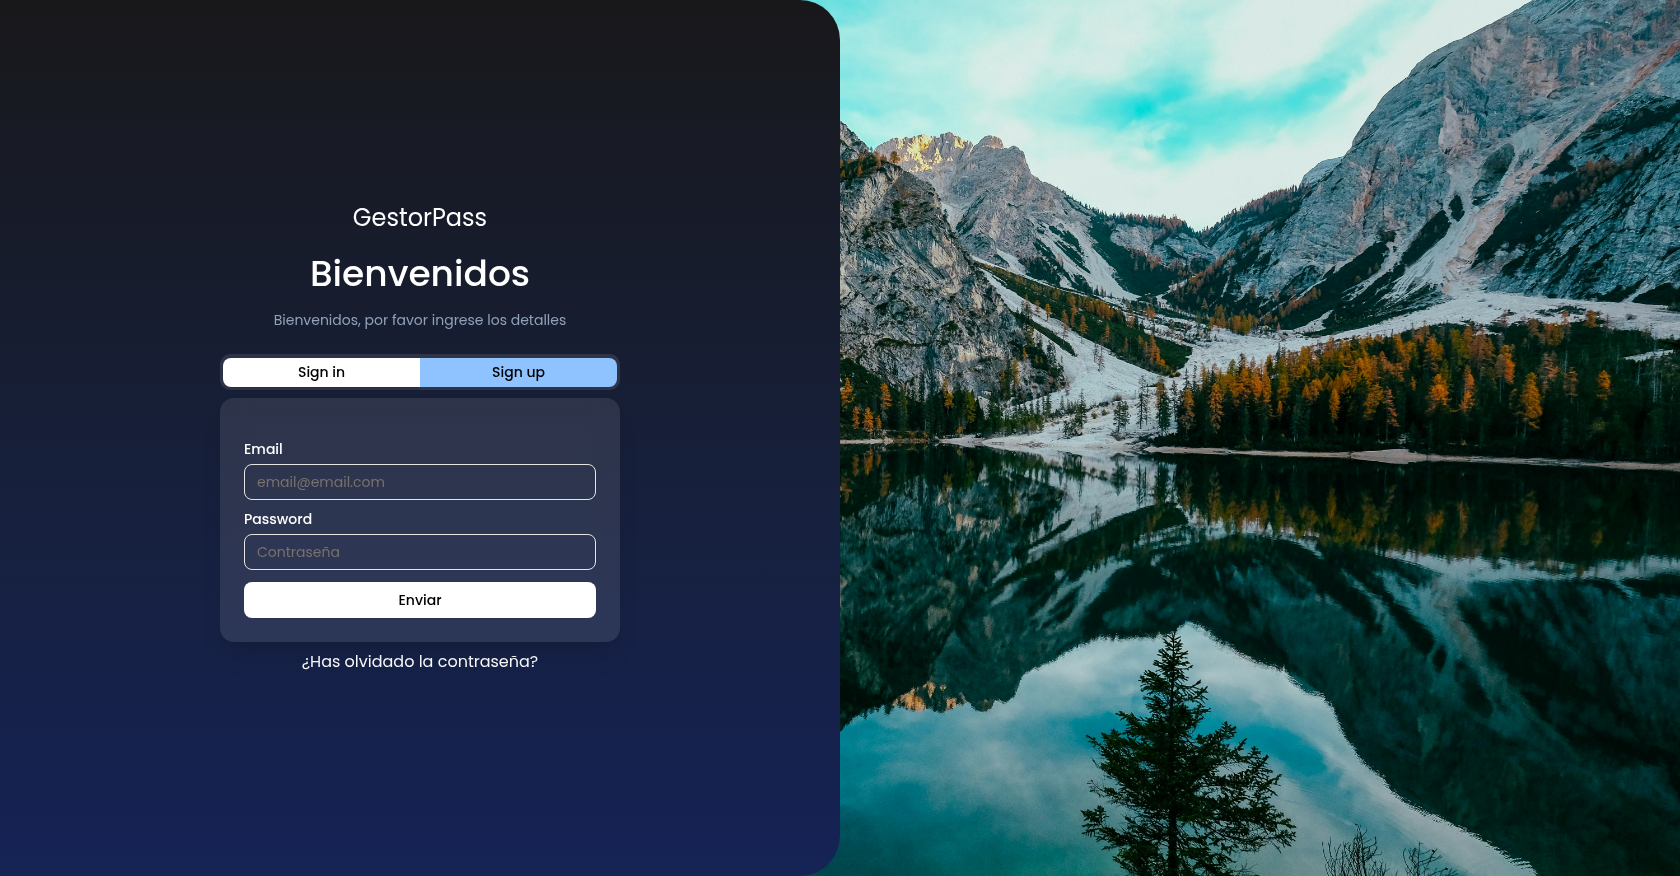 GestorPass
Bienvenidos
Bienvenidos, por favor ingrese los detalles
Sign in
Sign up
Email
email@email.com
Password
Contraseña
Enviar
¿Has olvidado la contraseña?